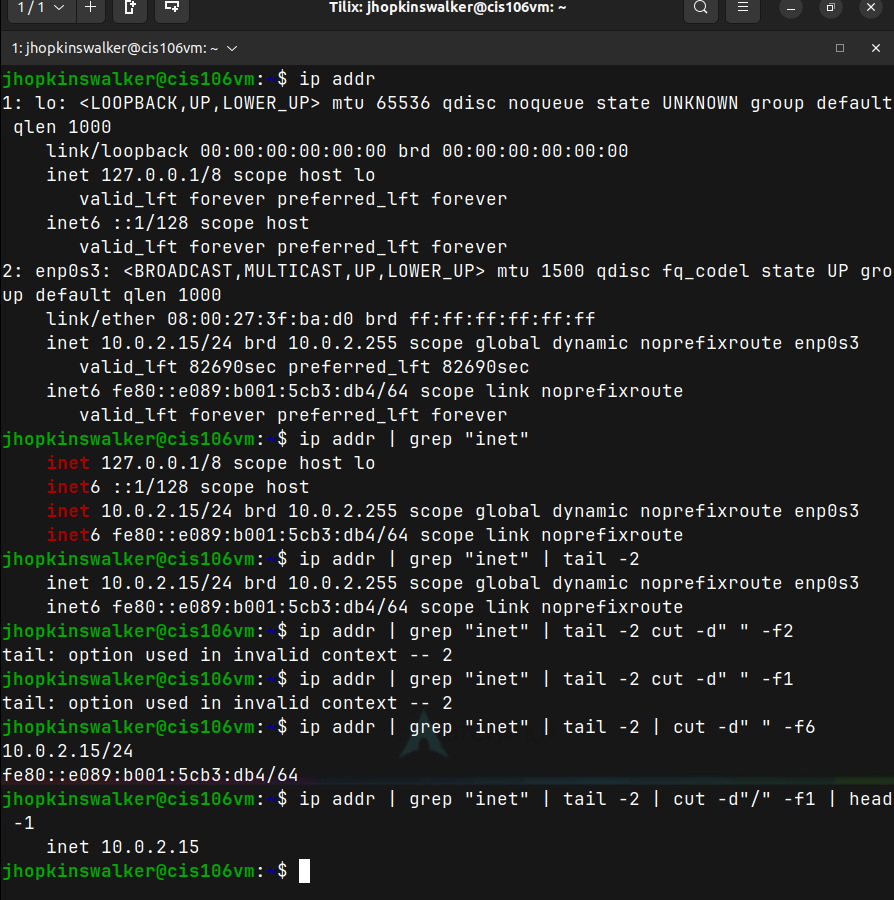 1 / 1
Tilix: jhopkinswalker@cis106vm: ~
1: jhopkinswalker@cis106vm: ~
jhopkinswalker@cis106vm:~$ ip addr
1: lo: <LOOPBACK,UP,LOWER_UP> mtu 65536 qdisc noqueue state UNKNOWN group default
 qlen 1000
    link/loopback 00:00:00:00:00:00 brd 00:00:00:00:00:00
    inet 127.0.0.1/8 scope host lo
       valid_lft forever preferred_lft forever
    inet6 ::1/128 scope host
       valid_lft forever preferred_lft forever
2: enp0s3: <BROADCAST,MULTICAST,UP,LOWER_UP> mtu 1500 qdisc fq_codel state UP gro
up default qlen 1000
    link/ether 08:00:27:3f:ba:d0 brd ff:ff:ff:ff:ff:ff
    inet 10.0.2.15/24 brd 10.0.2.255 scope global dynamic noprefixroute enp0s3
       valid_lft 82690sec preferred_lft 82690sec
    inet6 fe80::e089:b001:5cb3:db4/64 scope link noprefixroute
       valid_lft forever preferred_lft forever
jhopkinswalker@cis106vm:~$ ip addr | grep "inet"
    inet 127.0.0.1/8 scope host lo
    inet6 ::1/128 scope host
    inet 10.0.2.15/24 brd 10.0.2.255 scope global dynamic noprefixroute enp0s3
    inet6 fe80::e089:b001:5cb3:db4/64 scope link noprefixroute
jhopkinswalker@cis106vm:~$ ip addr | grep "inet" | tail -2
    inet 10.0.2.15/24 brd 10.0.2.255 scope global dynamic noprefixroute enp0s3
    inet6 fe80::e089:b001:5cb3:db4/64 scope link noprefixroute
jhopkinswalker@cis106vm:~$ ip addr | grep "inet" | tail -2 cut -d" " -f2
tail: option used in invalid context -- 2
jhopkinswalker@cis106vm:~$ ip addr | grep "inet" | tail -2 cut -d" " -f1
tail: option used in invalid context -- 2
jhopkinswalker@cis106vm:~$ ip addr | grep "inet" | tail -2 | cut -d" " -f6
10.0.2.15/24
fe80::e089:b001:5cb3:db4/64
jhopkinswalker@cis106vm:~$ ip addr | grep "inet" | tail -2 | cut -d"/" -f1 | head
 -1
    inet 10.0.2.15
jhopkinswalker@cis106vm:~$